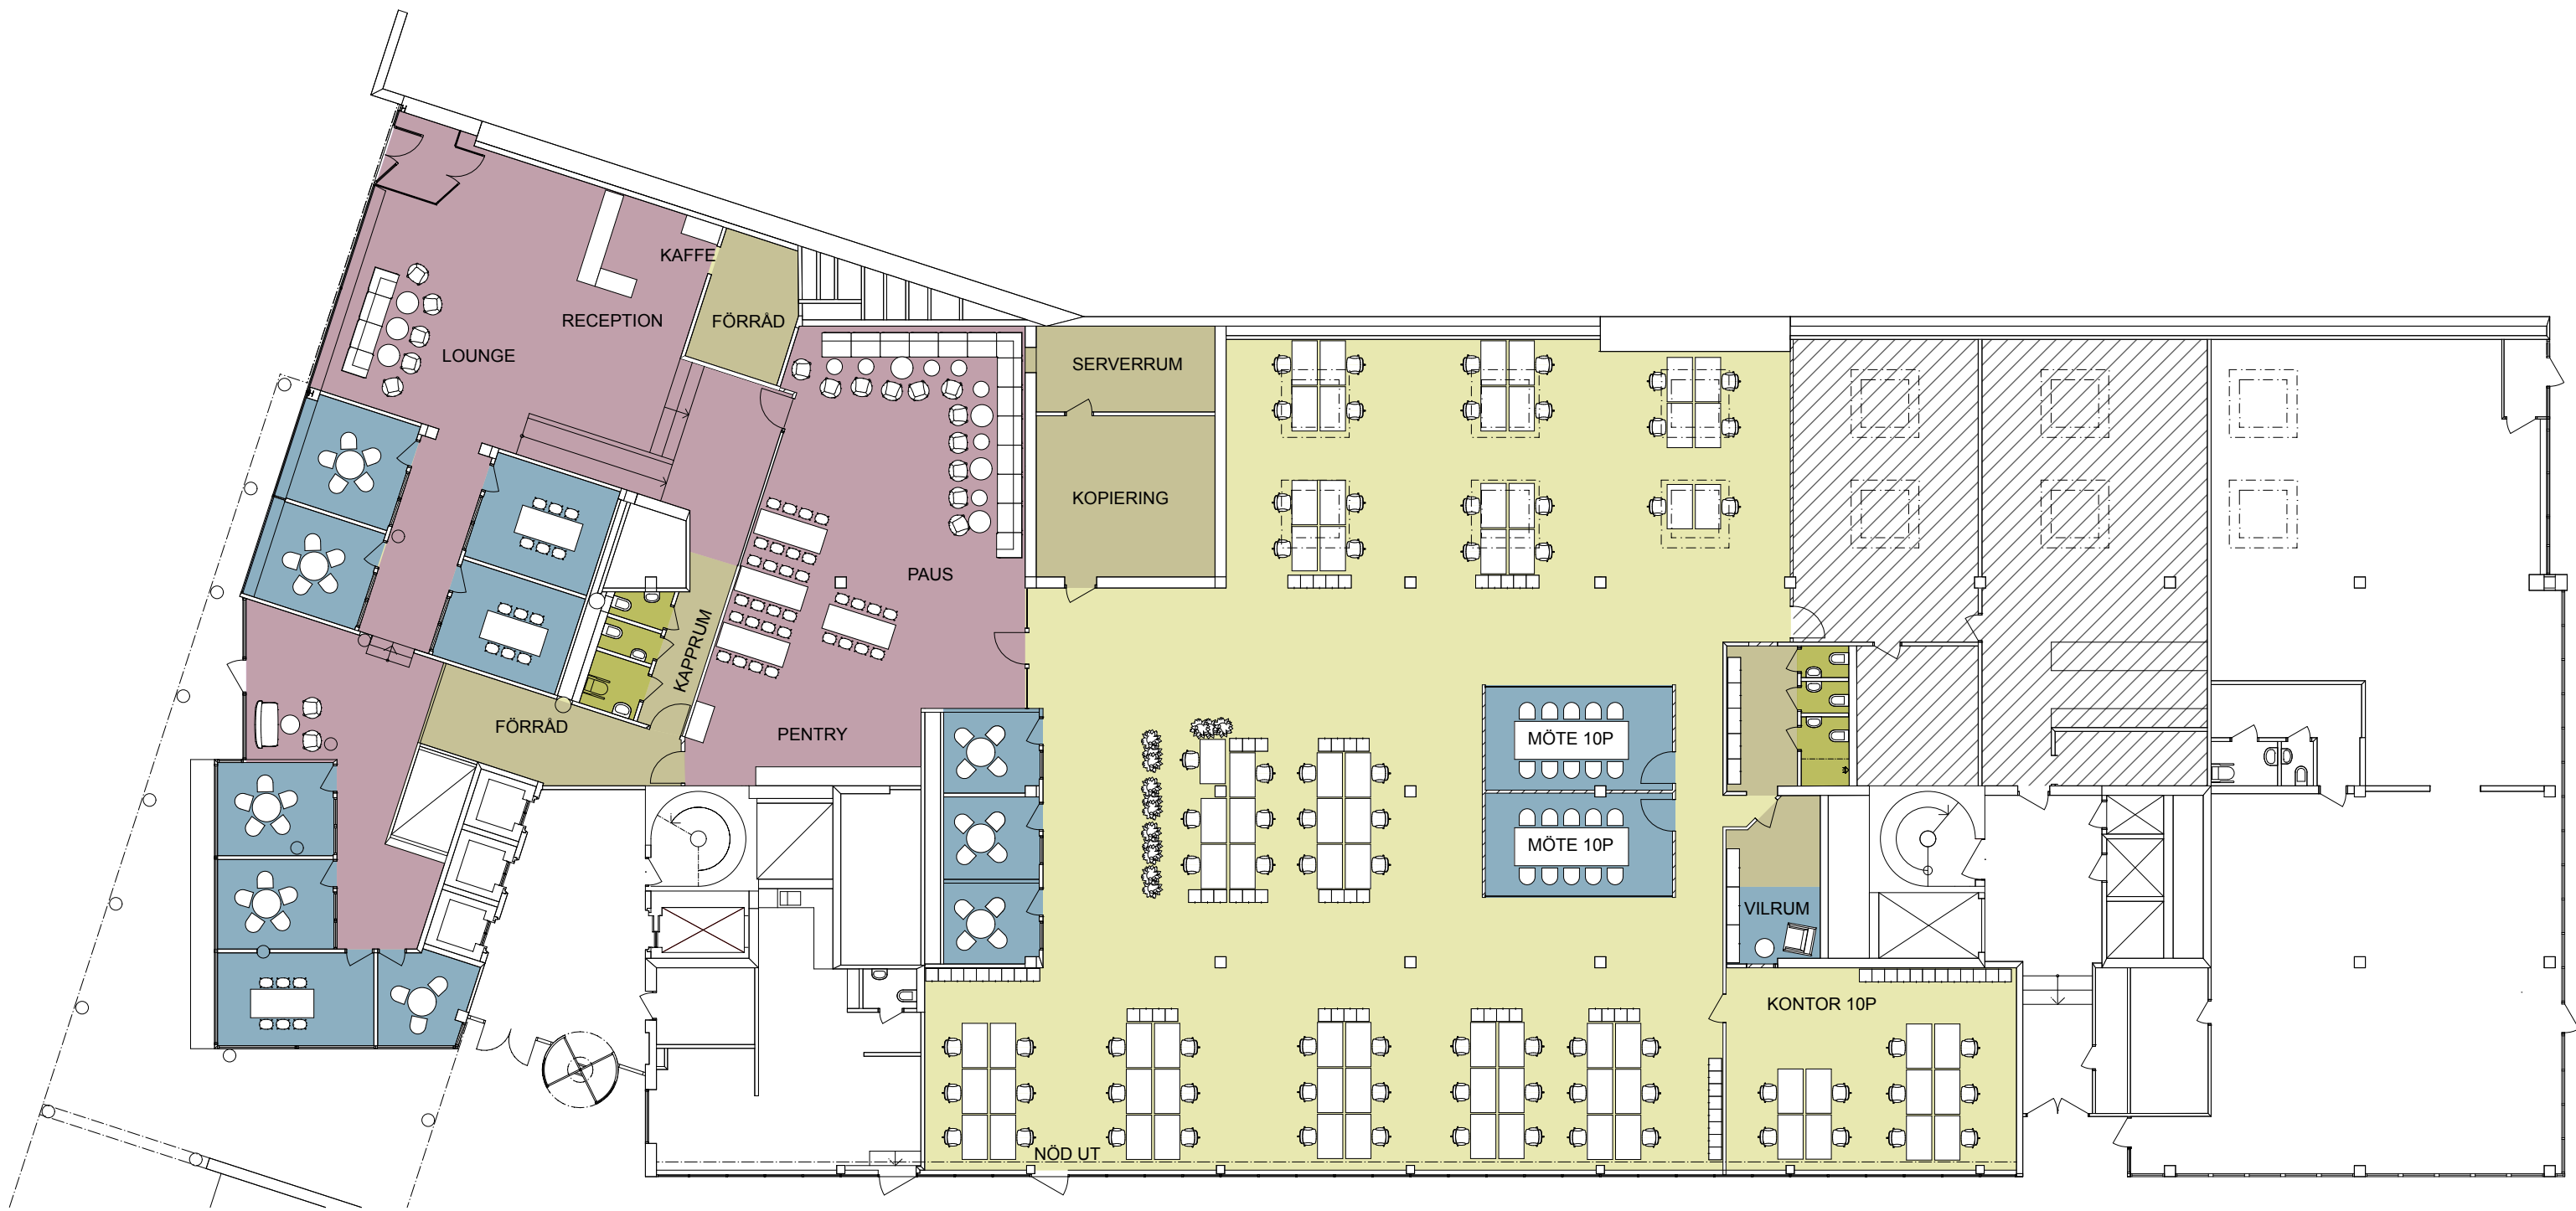 KAFFE
RECEPTION
FÖRRÅD
LOUNGE
SERVERRUM
KOPIERING
PAUS
KAPPRUM
FÖRRÅD
PENTRY
MÖTE 10P
MÖTE 10P
VILRUM
KONTOR 10P
NÖD UT